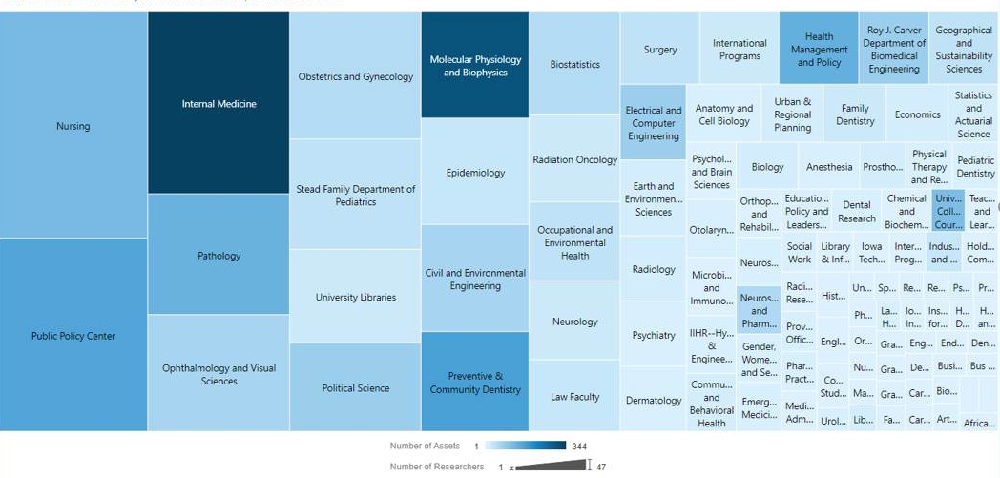 Nursing
Public Policy Center
Internal Medicine
Pathology
Ophthalmology and Visual
Sciences
Obstetrics and Gynecology
Stead Family Department of
Pediatrics
University Libraries
Political Science
Molecular Physiology
and Biophysics
Epidemiology
Civil and Environmental
Engineering
Preventive &
Community Dentistry
Biostatistics
Radiation Oncology
Occupational and
Environmental
Health
Neurology
Law Faculty
Surgery
International
Programs
Health
Management
and Policy
Roy J. Carver
Department of
Biomedical
Engineering
Geographical
and
Sustainability
Sciences
Electrical and
Computer
Engineering
Earth and
Environmen...
Sciences
Radiology
Psychiatry
Dermatology
Anatomy and
Cell Biology
Urban &
Regional
Planning
Family
Dentistry
Economics
Statistics
and
Actuarial
Science
Psychol...
and Brain
Sciences
Biology
Anesthesia
Prostho...
Physical
Therapy
and Re...
Pediatric
Dentistry
Otolaryn...
Microbi...
and
Immuno...
IIHR--Hy...
&
Enginee...
Commu...
and
Behavioral
Health
Orthop...
and
Rehabil...
Neuros...
Neuros...
and
Pharm...
Gender,
Wome...
and Se...
Emerg...
Medici...
Educatio...
Policy and
Leaders...
Dental
Research
Chemical
and
Biochem...
Univ...
Coll...
Cour...
Teac...
and
Lear...
Social
Work
Library
& Inf...
Iowa
Tech...
Inter...
Prog...
Indus...
and ...
Hold...
Com...
Radi...
Rese...
Prov...
Offic...
Phar...
Pract...
Medi...
Adm...
Hist...
Engl...
Co...
Stud...
Urol...
Un...
Sp...
Re...
Re...
Ps...
Pr...
Ph...
La...
H...
Io...
In...
Ins...
for...
H...
D...
H...
an...
Or...
Gra...
Eng...
End...
Den...
Nu...
Gra...
De...
Busi...
Bus ...
Ma...
Gra...
Car...
Bio...
Lib...
Fa...
Car...
Art...
Africa...
Number of Assets 1 344
Number of Researchers 1 47